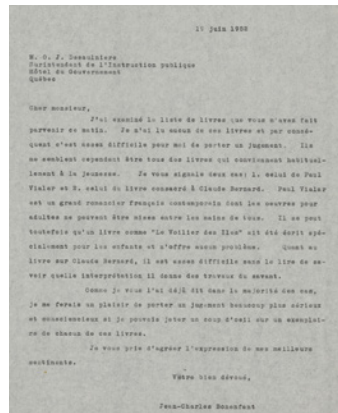 juin 1958
M. O. J. Desaulniers
Surintendant de l'Instruction publique
Hôtel du Gouvernement
Québec
Cher monsieur,
J'ai examiné la liste de livres que vous m'avez fait
parvenir ce matin. Je n'ai lu aucun de ces livres et par consé-
quent c'est assez difficile pour moi de porter un jugement. Ils
me semblent cependant être tous des livres qui conviennent habituel-
lement à la jeunesse. Je vous signale deux cas: 1. celui de Paul
Vialar et 2. celui du livre consacré à Claude Bernard. Paul Vialar
est un grand romancier français contemporain dont les oeuvres pour
adultes ne peuvent être mises entre les mains de tous. Il se peut
toutefois qu'un livre comme "Le Voilier des Iles" ait été écrit spé-
cialement pour les enfants et n'offre aucun problème. Quant au
livre sur Claude Bernard, il est assez difficile sans le lire de sa-
voir quelle interprétation il donne des travaux du savant.
Comme je vous l'ai déjà dit dans la majorité des cas,
je me ferais un plaisir de porter un jugement beaucoup plus sérieux
et consciencieux si je pouvais jeter un coup d'oeil sur un exemplai-
re de chacun de ces livres.
Je vous prie d'agréer l'expression de mes meilleurs
sentiments.
Votre bien dévoué,
Jean-Charles Bonenfant